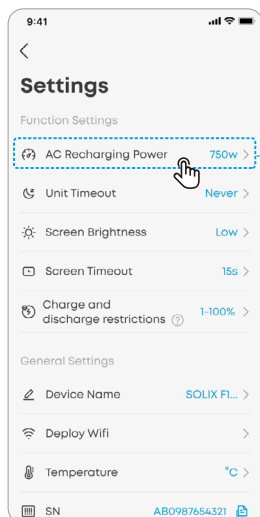 9:41
Settings
Function Settings
AC Recharging Power 750w
Unit Timeout Never
Screen Brightness Low
Screen Timeout 15s
Charge and
discharge restrictions ? 1-100%
General Settings
Device Name SOLIX F1...
Deploy Wifi
Temperature °C
SN AB0987654321